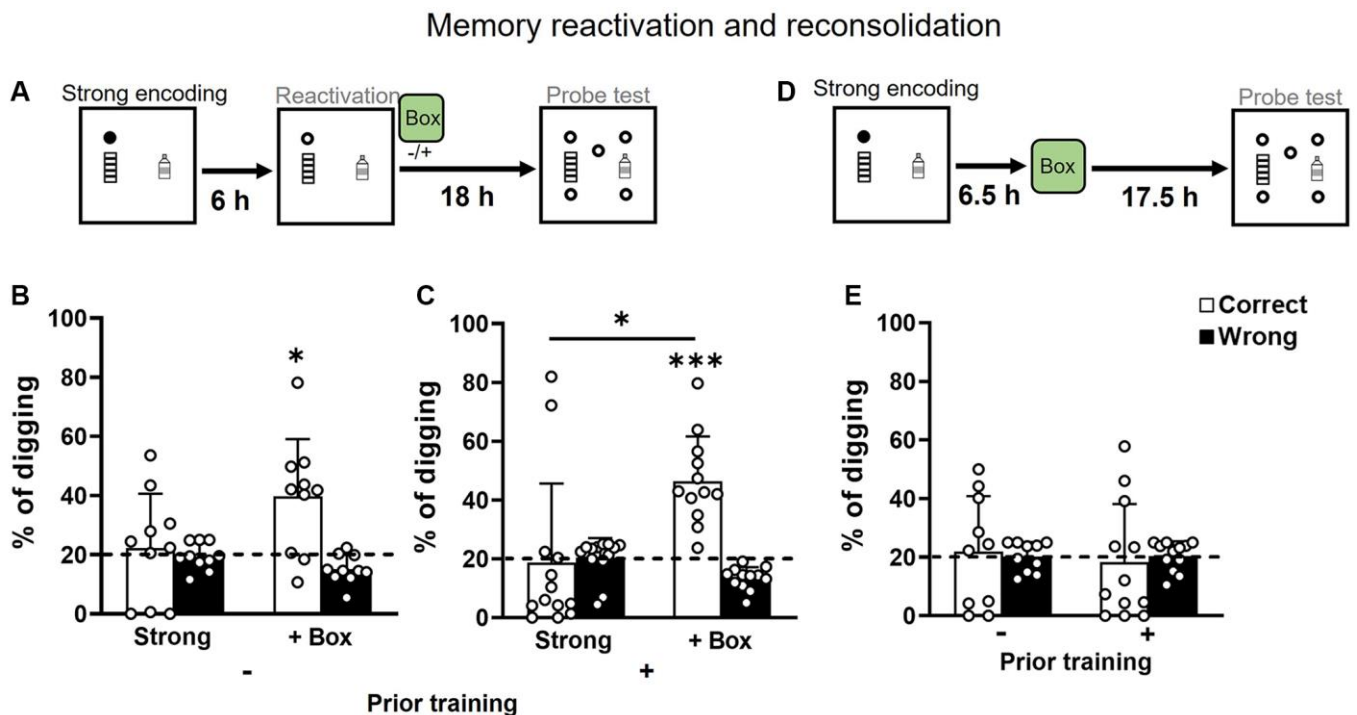 Memory reactivation and reconsolidation
A
Strong encoding
Reactivation
Box
-/+
Probe test
6 h
18 h
D
Strong encoding
Box
Probe test
6.5 h
17.5 h
B
100
80
60
40
20
0
% of digging
*
Strong
+ Box
-
C
100
80
60
40
20
0
% of digging
*
***
Strong
+ Box
+
Prior training
E
100
80
60
40
20
0
% of digging
-
+
Prior training
Correct
Wrong